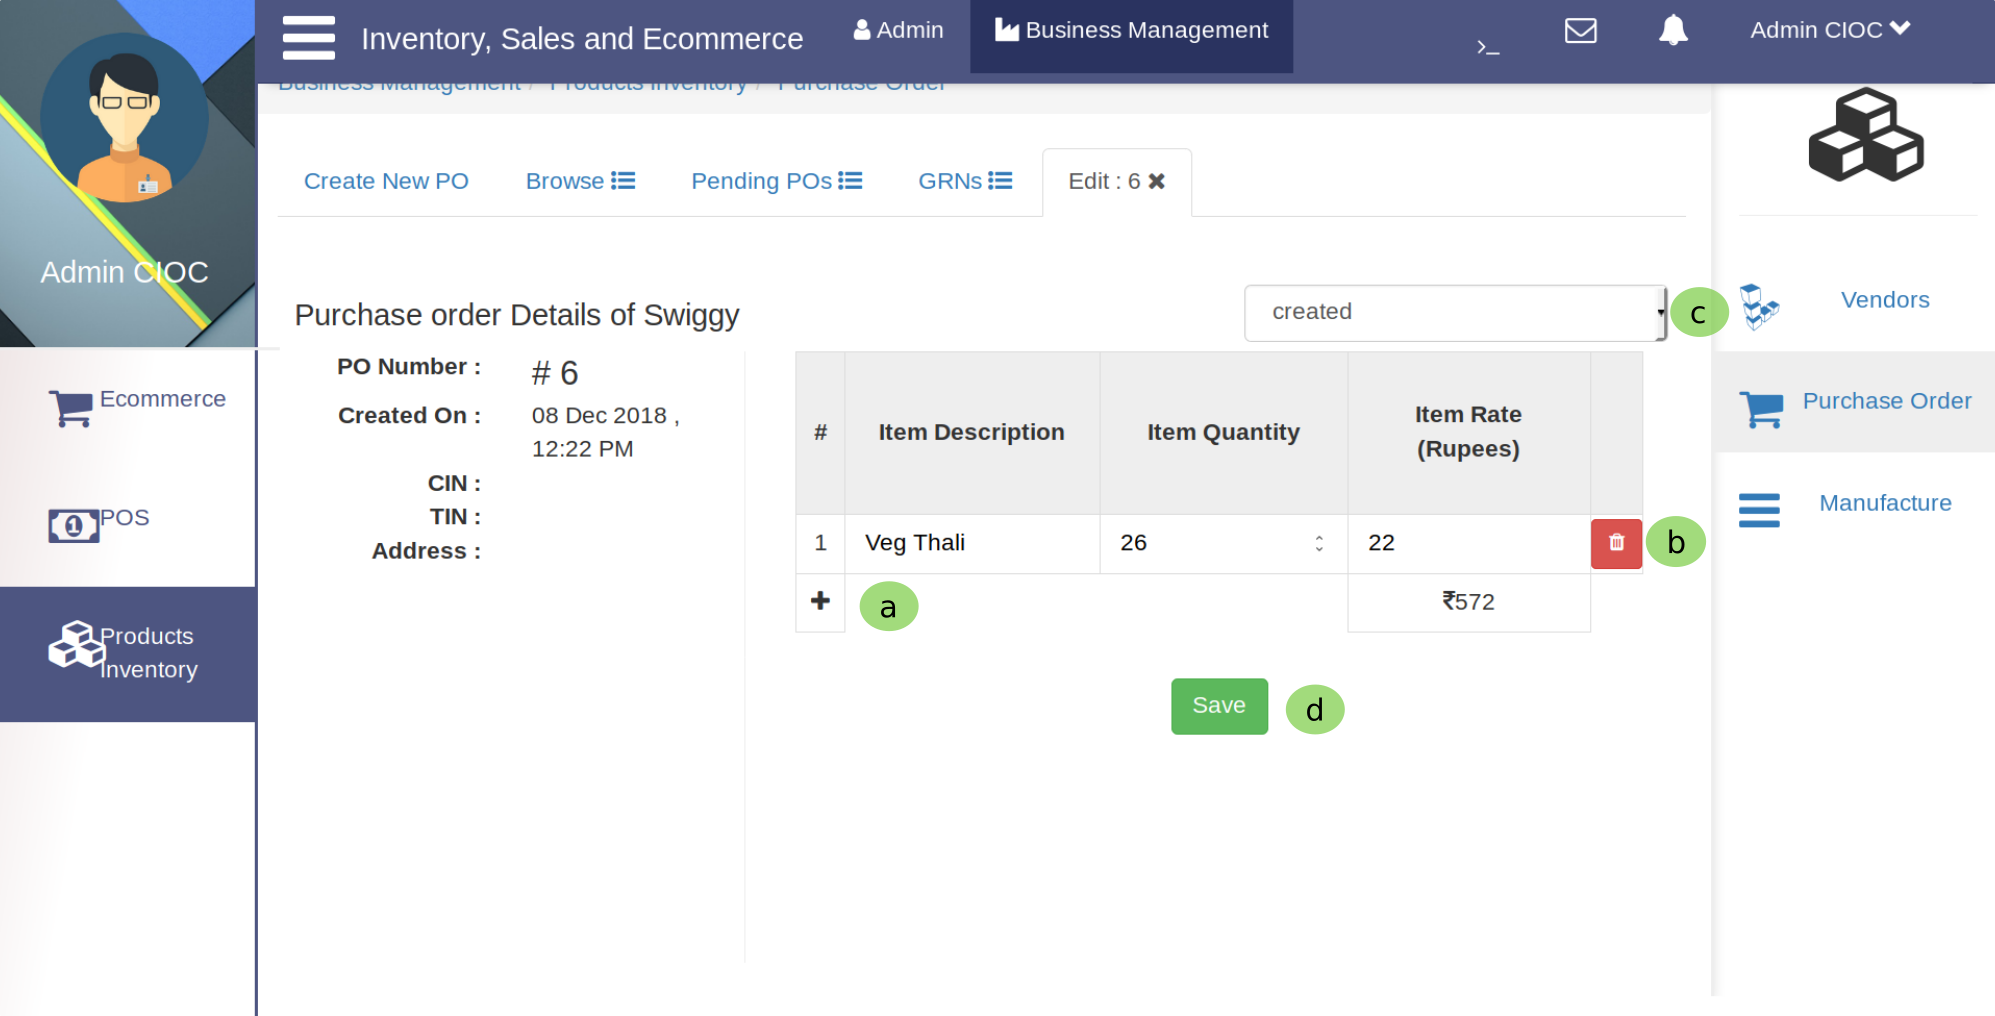 Inventory, Sales and Ecommerce
Admin
Business Management
>_
Admin CIOC
Business Management / Products Inventory / Purchase Order
Admin CIOC
Create New PO
Browse
Pending POs
GRNs
Edit : 6
Purchase order Details of Swiggy
created
c
PO Number :
# 6
Created On :
08 Dec 2018 ,
12:22 PM
CIN :
TIN :
Address :
#
Item Description
Item Quantity
Item Rate
(Rupees)
1
Veg Thali
26
22
b
a
₹572
Save
d
Ecommerce
1
POS
Products
Inventory
Vendors
Purchase Order
Manufacture